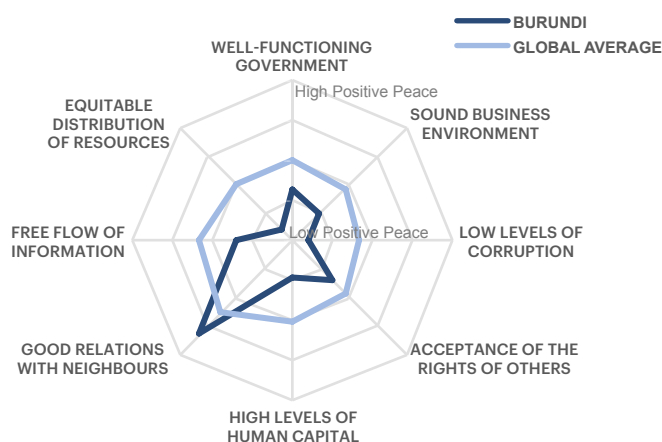 BURUNDI
GLOBAL AVERAGE
WELL-FUNCTIONING
GOVERNMENT
High Positive Peace
SOUND BUSINESS
ENVIRONMENT
EQUITABLE
DISTRIBUTION
OF RESOURCES
FREE FLOW OF
INFORMATION
Low Positive Peace
LOW LEVELS OF
CORRUPTION
GOOD RELATIONS
WITH NEIGHBOURS
ACCEPTANCE OF THE
RIGHTS OF OTHERS
HIGH LEVELS OF
HUMAN CAPITAL